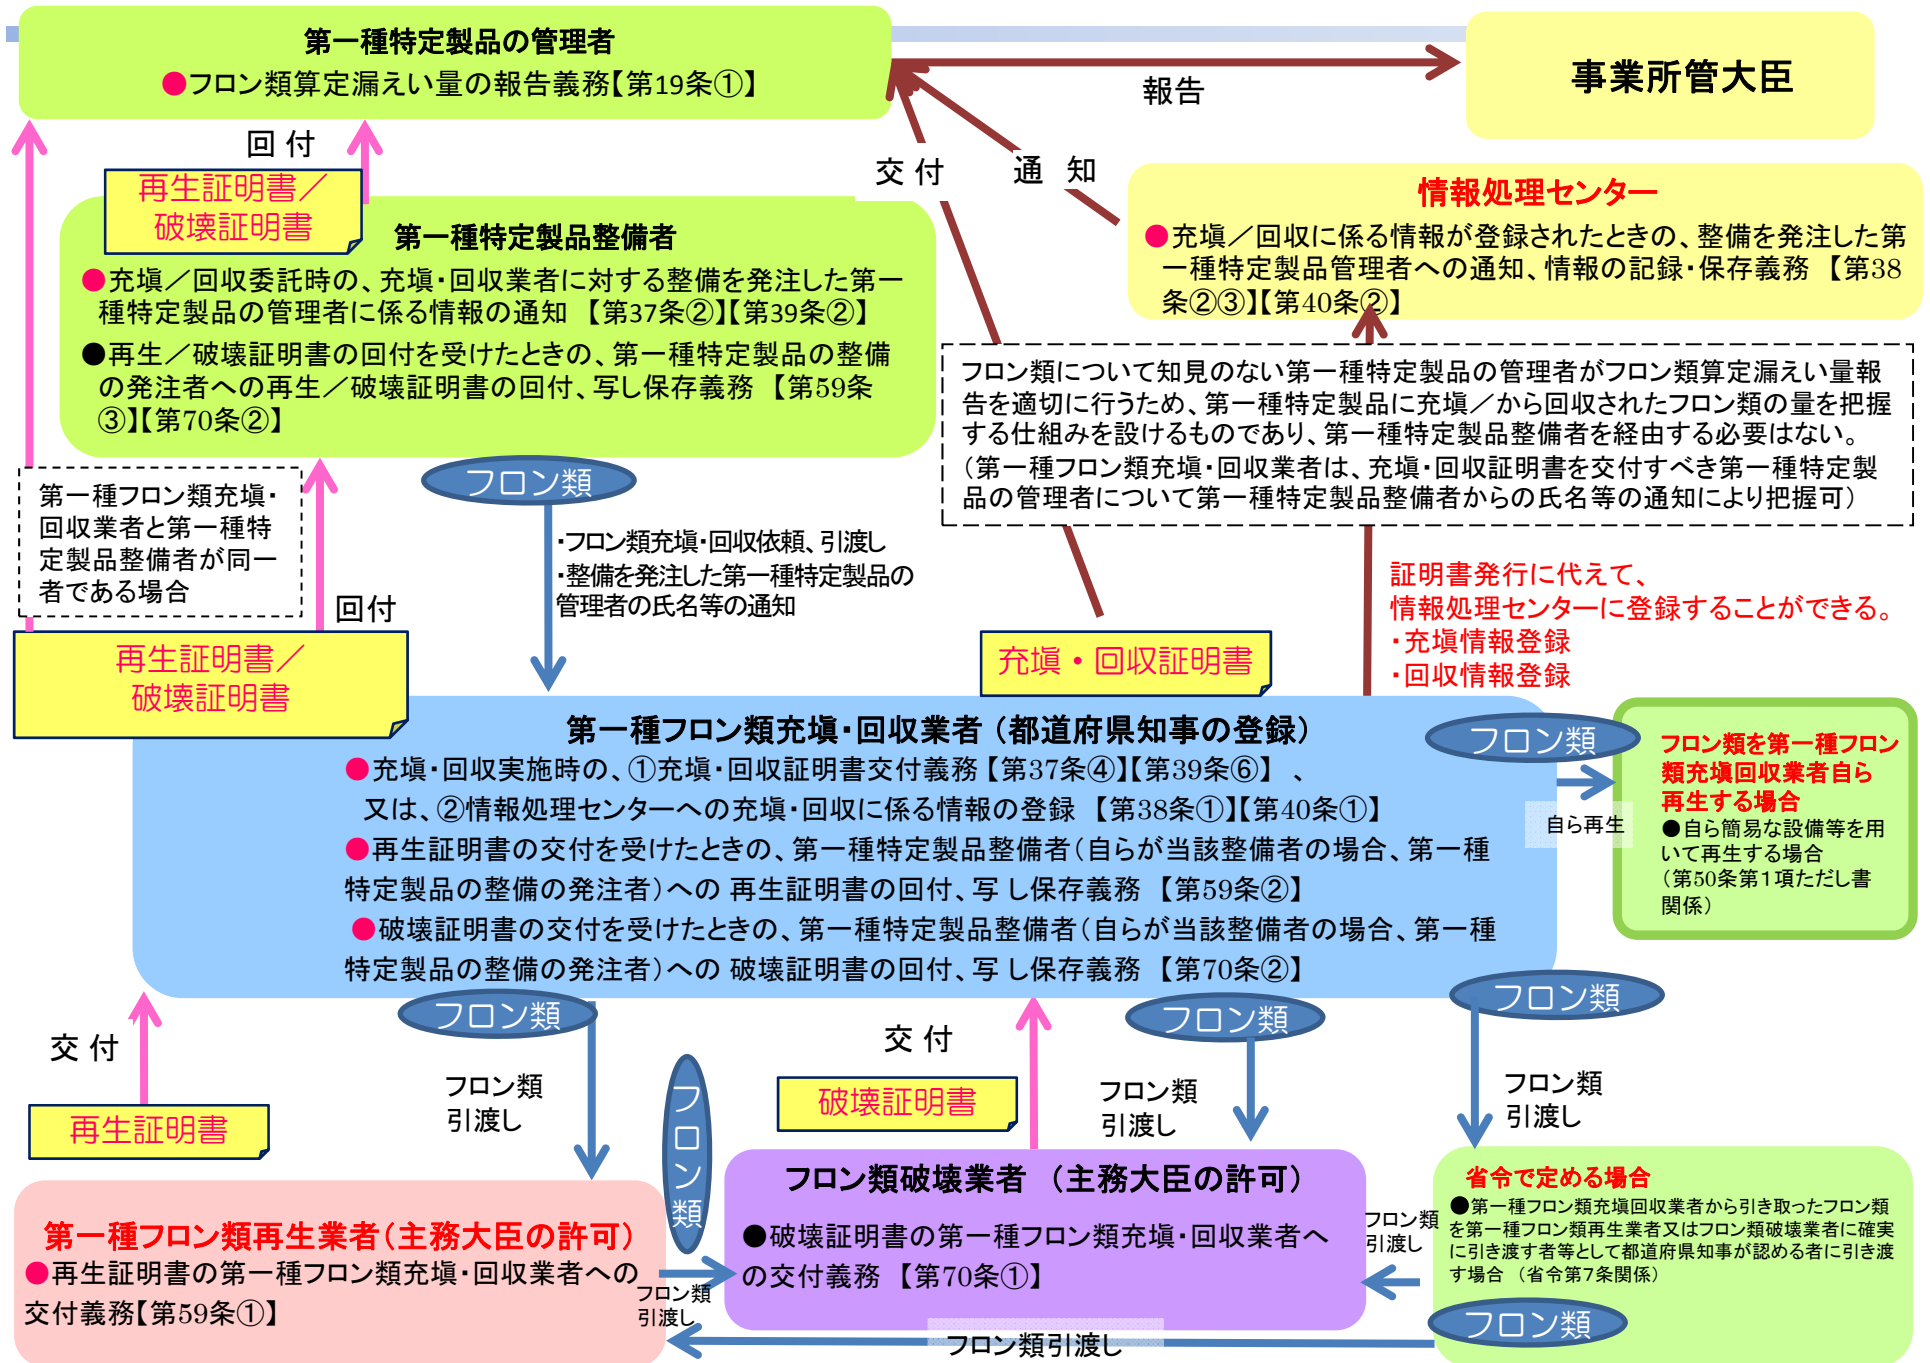 第一種特定製品の管理者
●フロン類算定漏えい量の報告義務【第19条①】
報告
事業所管大臣
回 付
交 付
通 知
再生証明書／
破壊証明書
第一種特定製品整備者
●充塡／回収委託時の、充塡・回収業者に対する整備を発注した第一
種特定製品の管理者に係る情報の通知 【第37条②】【第39条②】
●再生／破壊証明書の回付を受けたときの、第一種特定製品の整備
の発注者への再生／破壊証明書の回付、写し保存義務 【第59条
③】【第70条②】
情報処理センター
●充塡／回収に係る情報が登録されたときの、整備を発注した第
一種特定製品管理者への通知、情報の記録・保存義務 【第38
条②③】【第40条②】
フロン類について知見のない第一種特定製品の管理者がフロン類算定漏えい量報
告を適切に行うため、第一種特定製品に充塡／から回収されたフロン類の量を把握
する仕組みを設けるものであり、第一種特定製品整備者を経由する必要はない。
（第一種フロン類充塡・回収業者は、充塡・回収証明書を交付すべき第一種特定製
品の管理者について第一種特定製品整備者からの氏名等の通知により把握可）
第一種フロン類充塡・
回収業者と第一種特
定製品整備者が同一
者である場合
回付
フロン類
・フロン類充塡・回収依頼、引渡し
・整備を発注した第一種特定製品の
管理者の氏名等の通知
証明書発行に代えて、
情報処理センターに登録することができる。
・充塡情報登録
・回収情報登録
再生証明書／
破壊証明書
充塡・回収証明書
第一種フロン類充塡・回収業者（都道府県知事の登録）
●充塡・回収実施時の、①充塡・回収証明書交付義務【第37条④】【第39条⑥】 、
又は、②情報処理センターへの充塡・回収に係る情報の登録 【第38条①】【第40条①】
●再生証明書の交付を受けたときの、第一種特定製品整備者（自らが当該整備者の場合、第一種
特定製品の整備の発注者）への 再生証明書の回付、写し保存義務 【第59条②】
●破壊証明書の交付を受けたときの、第一種特定製品整備者（自らが当該整備者の場合、第一種
特定製品の整備の発注者）への 破壊証明書の回付、写し保存義務 【第70条②】
フロン類
自ら再生
フロン類を第一種フロン
類充塡回収業者自ら
再生する場合
●自ら簡易な設備等を用
いて再生する場合
（第50条第１項ただし書
関係）
フロン類
フロン類
フロン類
交 付
再生証明書
フロン類
引渡し
フロン類
交 付
破壊証明書
フロン類
引渡し
フロン類
引渡し
第一種フロン類再生業者（主務大臣の許可）
●再生証明書の第一種フロン類充塡・回収業者への
交付義務【第59条①】
フロン類
引渡し
フロン類破壊業者 （主務大臣の許可）
●破壊証明書の第一種フロン類充塡・回収業者へ
の交付義務 【第70条①】
フロン類
引渡し
省令で定める場合
●第一種フロン類充塡回収業者から引き取ったフロン類
を第一種フロン類再生業者又はフロン類破壊業者に確実
に引き渡す者等として都道府県知事が認める者に引き渡
す場合 （省令第７条関係）
フロン類
フロン類引渡し